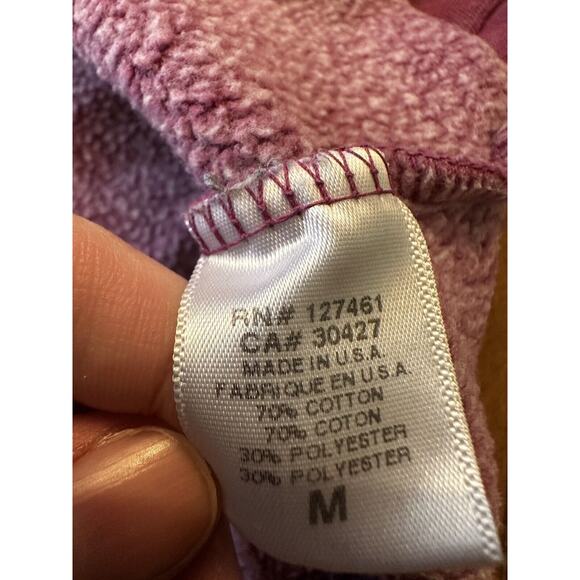 RN# 127461
CA# 30427
MADE IN U.S.A.
FABRIQUE EN U.S.A.
70% COTTON
70% COTON
30% POLYESTER
30% POLYESTER
M